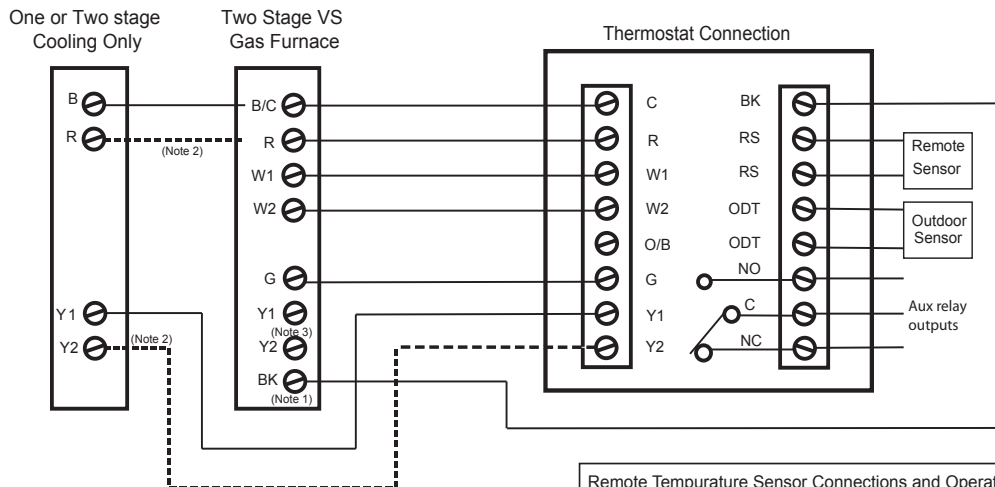 One or Two stage
Cooling Only
Two Stage VS
Gas Furnace
Thermostat Connection
B
R
(Note 2)
Y1
Y2
(Note 2)
B/C
R
W1
W2
G
Y1
(Note 3)
Y2
BK
(Note 1)
C
R
W1
W2
O/B
G
Y1
Y2
BK
RS
RS
ODT
ODT
NO
C
NC
Remote
Sensor
Outdoor
Sensor
Aux relay
outputs
Remote Tempurature Sensor Connections and Operat